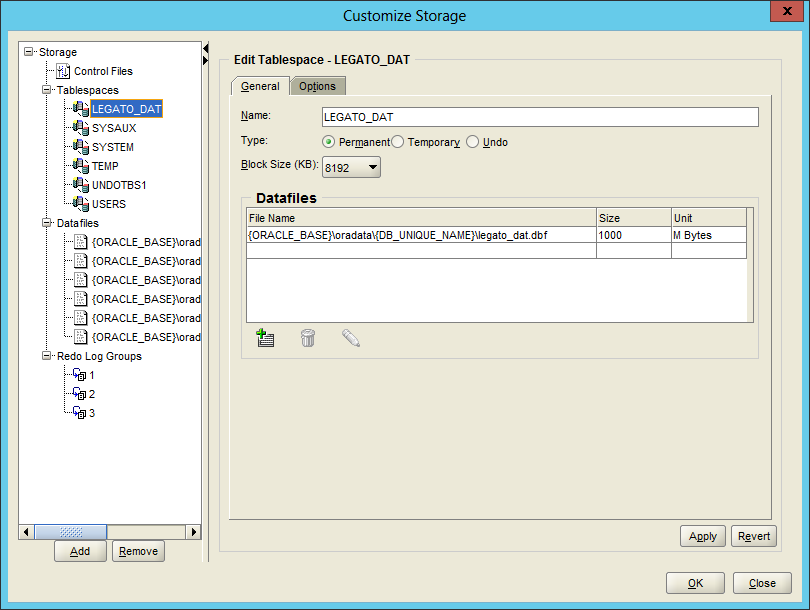 Customize Storage
x
Storage
Control Files
Tablespaces
LEGATO_DAT
SYSAUX
SYSTEM
TEMP
UNDOTBS1
USERS
Datafiles
{ORACLE_BASE}\orad
{ORACLE_BASE}\orad
{ORACLE_BASE}\orad
{ORACLE_BASE}\orad
{ORACLE_BASE}\orad
{ORACLE_BASE}\orad
Redo Log Groups
1
2
3
Add Remove
Edit Tablespace - LEGATO_DAT
General Options
Name: LEGATO_DAT
Type: Permanent Temporary Undo
Block Size (KB): 8192
Datafiles
File Name Size Unit
{ORACLE_BASE}\oradata\{DB_UNIQUE_NAME}\legato_dat.dbf 1000 M Bytes
Apply Revert
OK Close